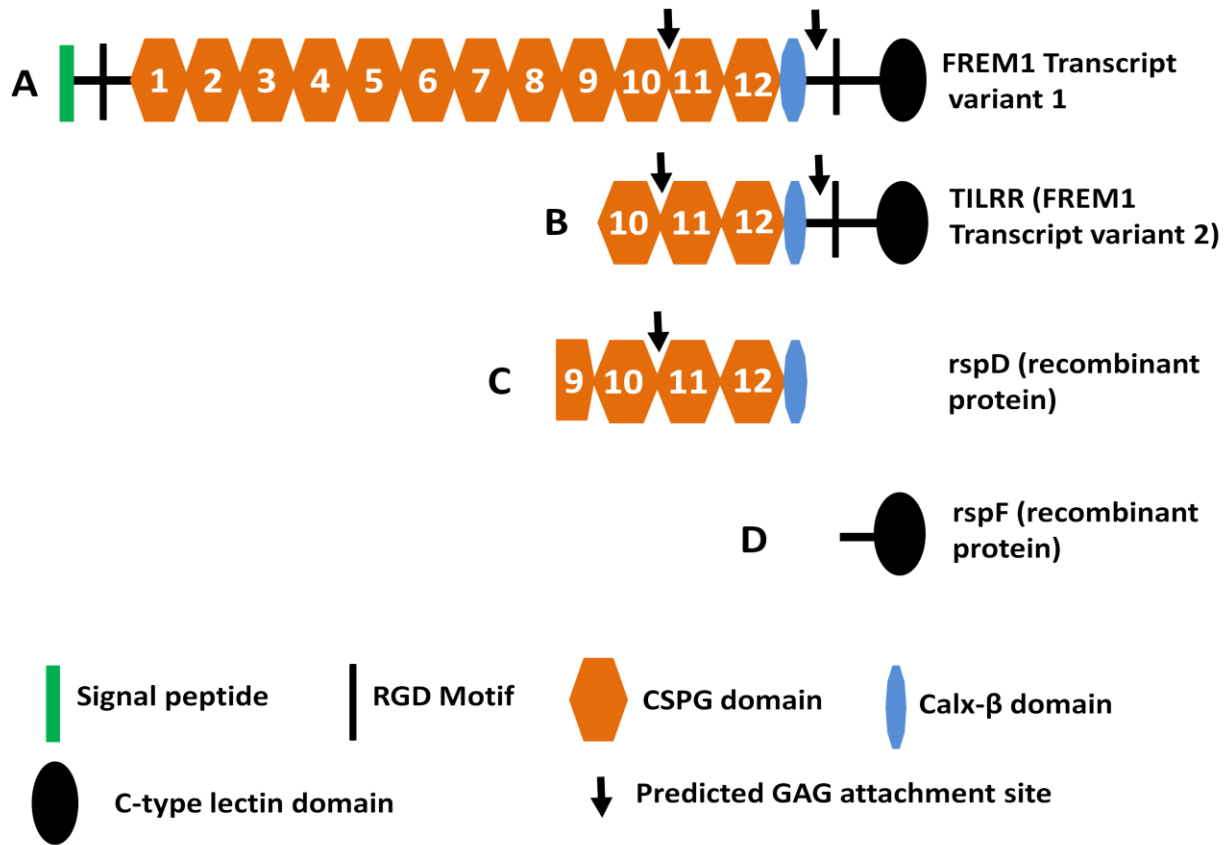 A
1 2 3 4 5 6 7 8 9 10 11 12
FREM1 Transcript
variant 1
B
10 11 12
TILRR (FREM1
Transcript variant 2)
C
9 10 11 12
rspD (recombinant
protein)
D
rspF (recombinant
protein)
Signal peptide
RGD Motif
CSPG domain
Calx-β domain
C-type lectin domain
Predicted GAG attachment site